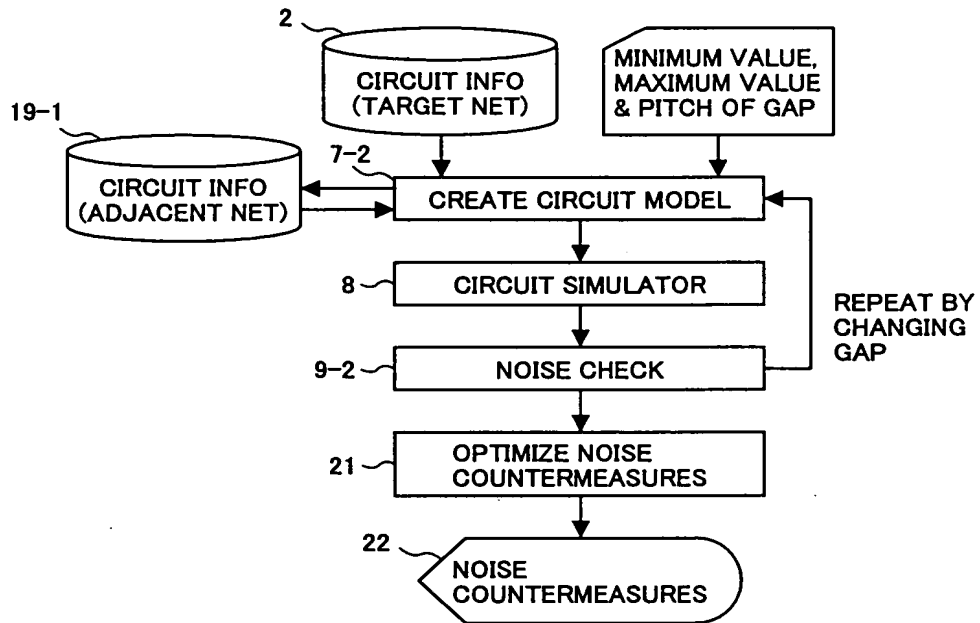 2
CIRCUIT INFO
(TARGET NET)
MINIMUM VALUE,
MAXIMUM VALUE
& PITCH OF GAP
19-1
CIRCUIT INFO
(ADJACENT NET)
7-2
CREATE CIRCUIT MODEL
8
CIRCUIT SIMULATOR
REPEAT BY
CHANGING
GAP
9-2
NOISE CHECK
21
OPTIMIZE NOISE
COUNTERMEASURES
22
NOISE
COUNTERMEASURES